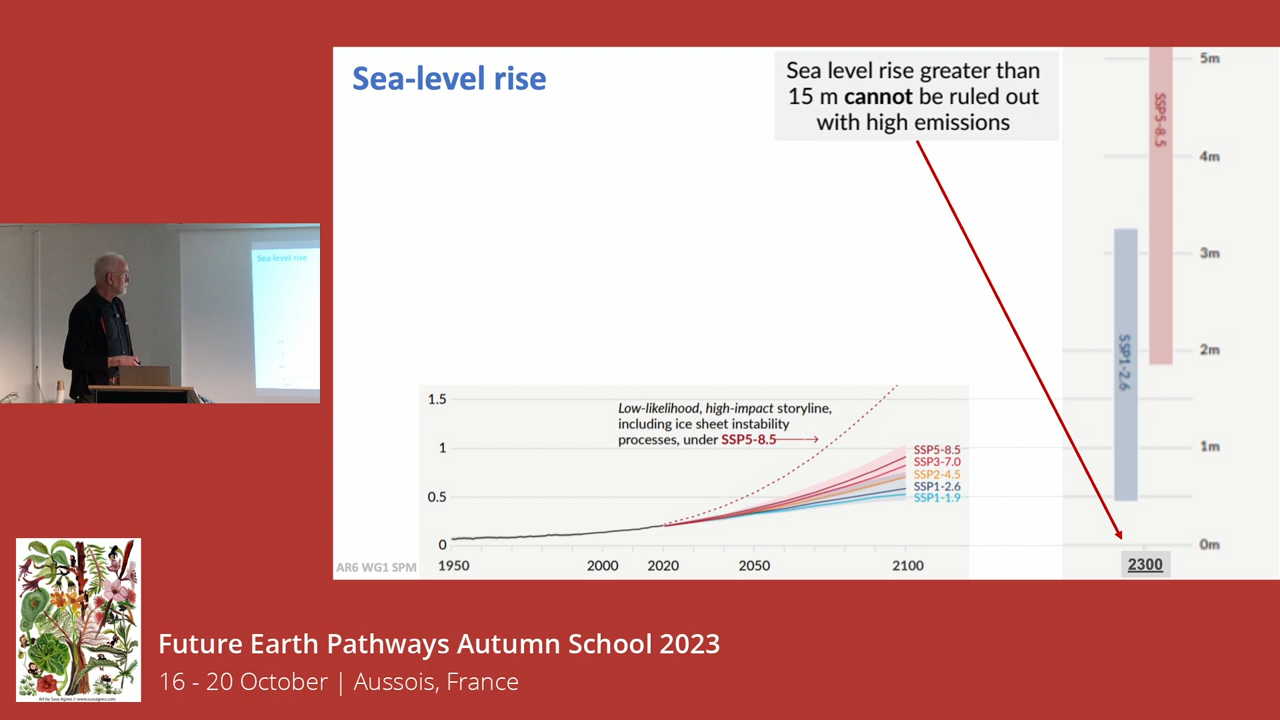 Sea-level rise
Sea level rise greater than
15 m cannot be ruled out
with high emissions
5m
4m
3m
2m
1m
0m
SSP5-8.5
SSP1-2.6
2300
1.5
1
0.5
0
Low-likelihood, high-impact storyline,
including ice sheet instability
processes, under SSP5-8.5
SSP5-8.5
SSP3-7.0
SSP2-4.5
SSP1-2.6
SSP1-1.9
AR6 WG1 SPM
1950 2000 2020 2050 2100
Sea-level rise
Future Earth Pathways Autumn School 2023
16 - 20 October | Aussois, France